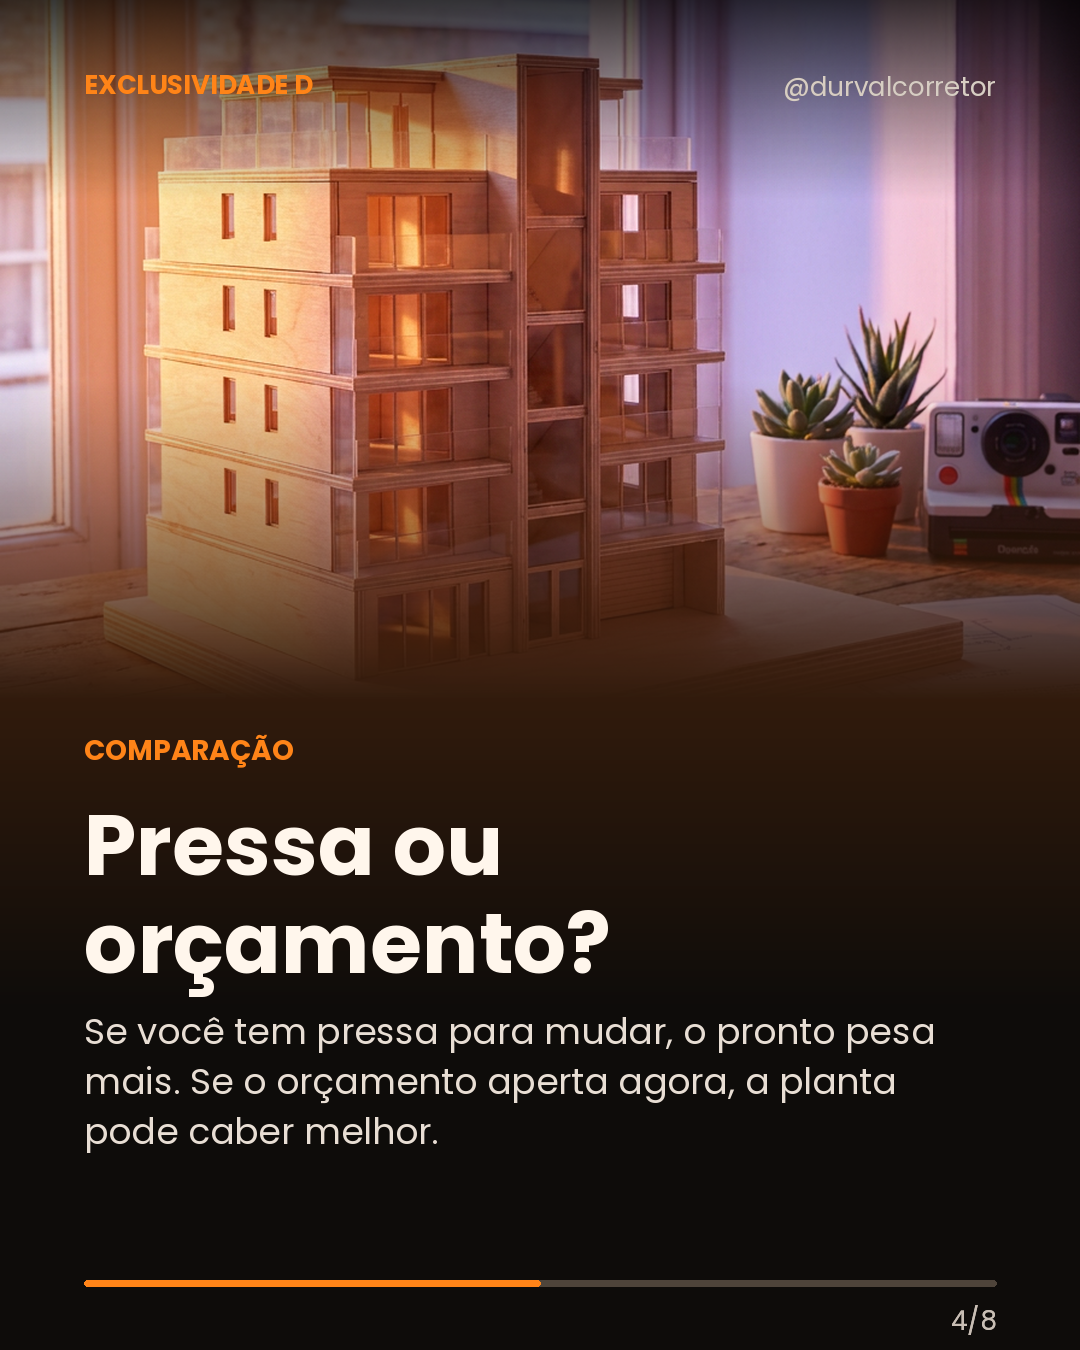 EXCLUSIVIDADE D
@durvalcorretor
COMPARAÇÃO
Pressa ou
orçamento?
Se você tem pressa para mudar, o pronto pesa
mais. Se o orçamento aperta agora, a planta
pode caber melhor.
4/8